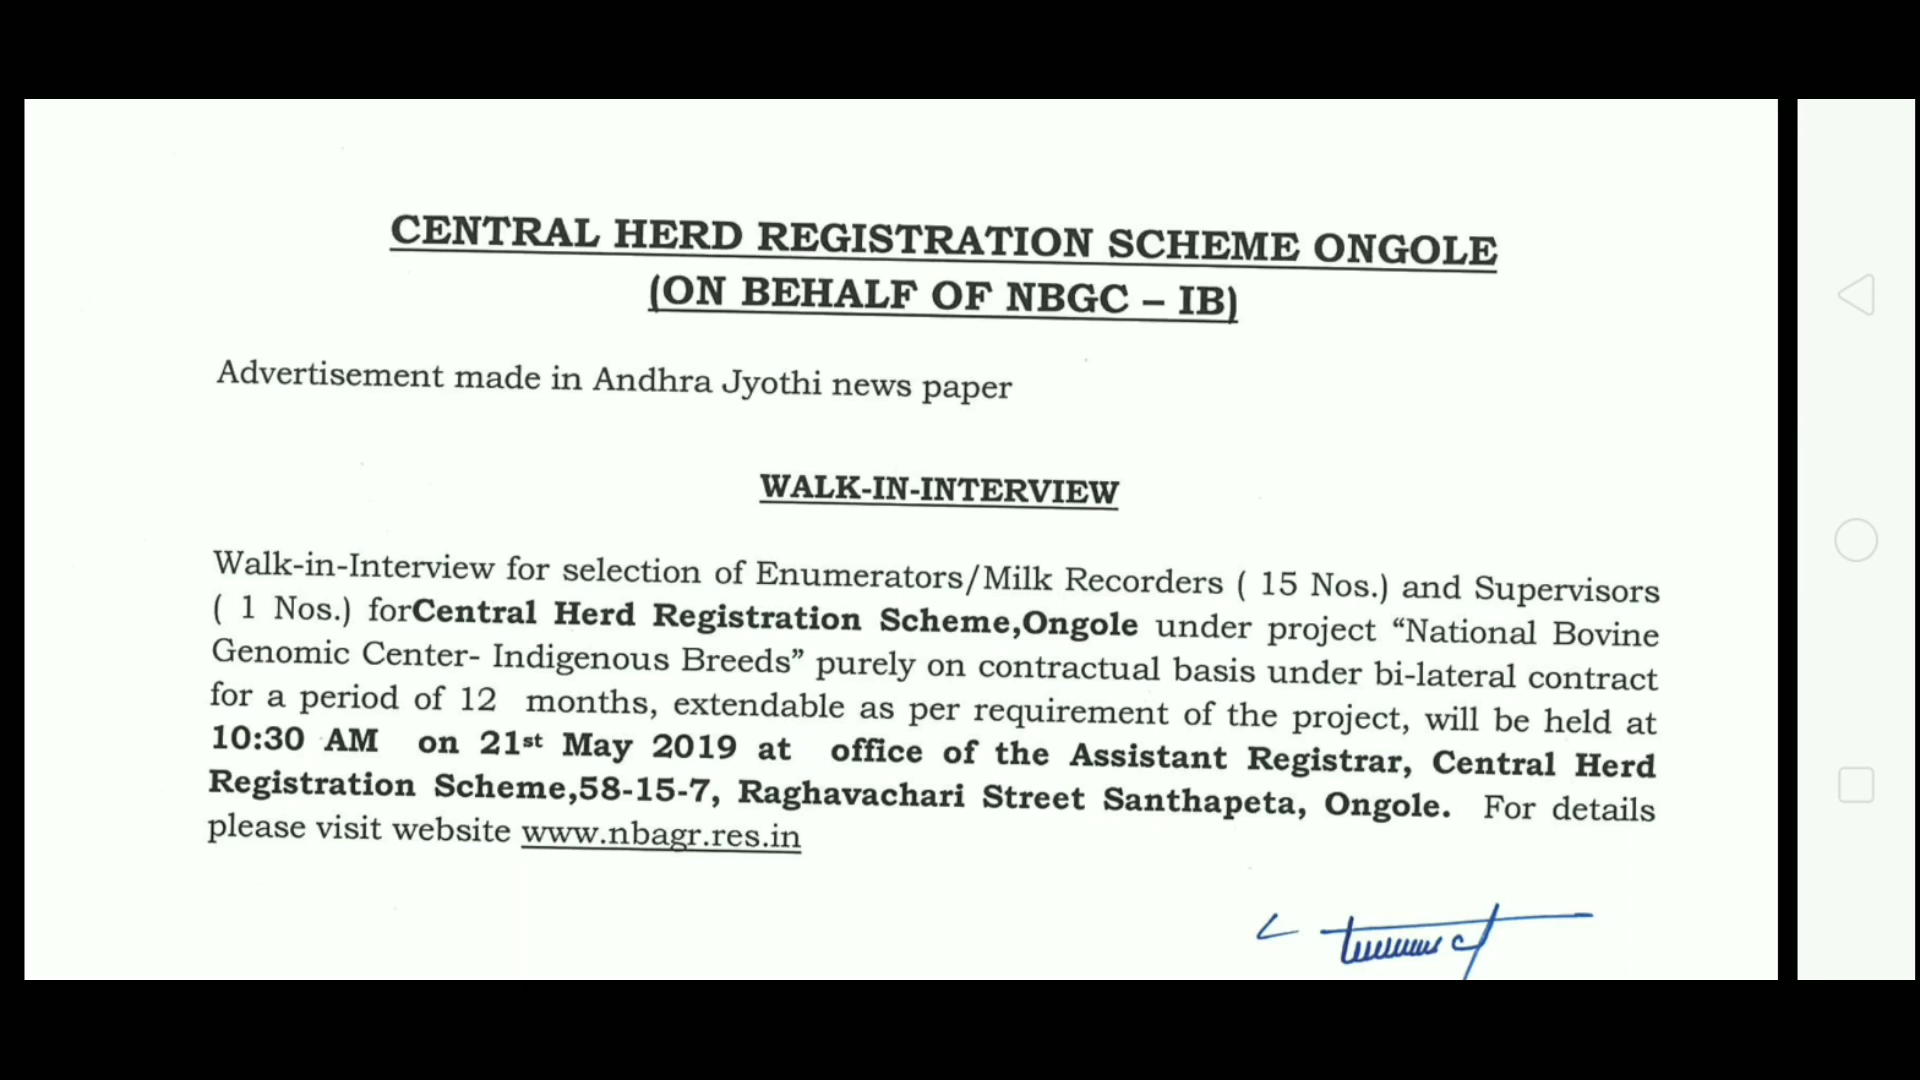 CENTRAL HERD REGISTRATION SCHEME ONGOLE
(ON BEHALF OF NBGC – IB)
Advertisement made in Andhra Jyothi news paper
WALK-IN-INTERVIEW
Walk-in-Interview for selection of Enumerators/Milk Recorders ( 15 Nos.) and Supervisors
( 1 Nos.) forCentral Herd Registration Scheme,Ongole under project “National Bovine
Genomic Center- Indigenous Breeds” purely on contractual basis under bi-lateral contract
for a period of 12 months, extendable as per requirement of the project, will be held at
10:30 AM on 21st May 2019 at office of the Assistant Registrar, Central Herd
Registration Scheme,58-15-7, Raghavachari Street Santhapeta, Ongole. For details
please visit website www.nbagr.res.in